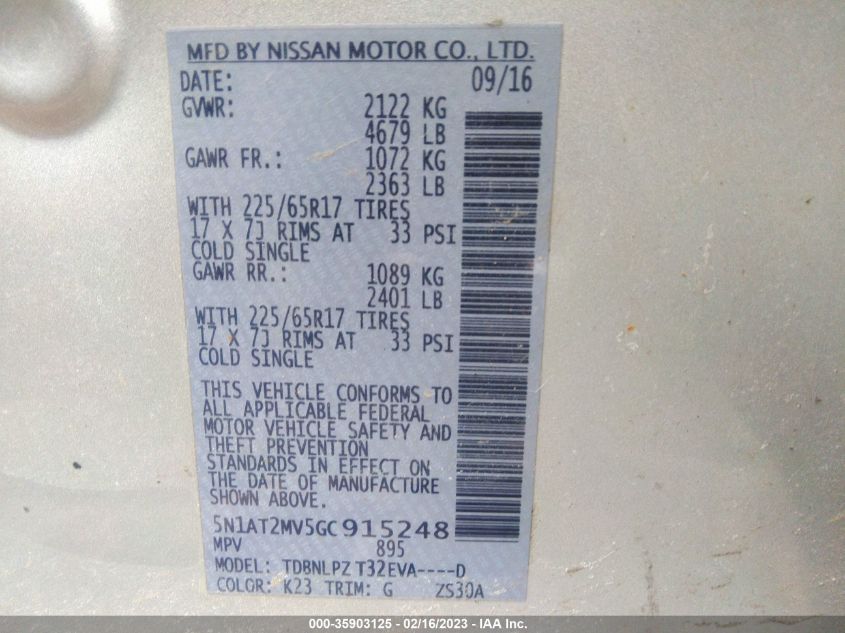 MFD BY NISSAN MOTOR CO., LTD.
DATE: 09/16
GVWR: 2122 KG
4679 LB
GAWR FR.: 1072 KG
2363 LB
WITH 225/65R17 TIRES
17 X 7J RIMS AT 33 PSI
COLD SINGLE
GAWR RR.: 1089 KG
2401 LB
WITH 225/65R17 TIRES
17 X 7J RIMS AT 33 PSI
COLD SINGLE
THIS VEHICLE CONFORMS TO
ALL APPLICABLE FEDERAL
MOTOR VEHICLE SAFETY AND
THEFT PREVENTION
STANDARDS IN EFFECT ON
THE DATE OF MANUFACTURE
SHOWN ABOVE.
5N1AT2MV5GC915248
MPV 895
MODEL: TDBNLPZ T32EVA----D
COLOR: K23 TRIM: G ZS30A
000-35903125 - 02/16/2023 - IAA Inc.